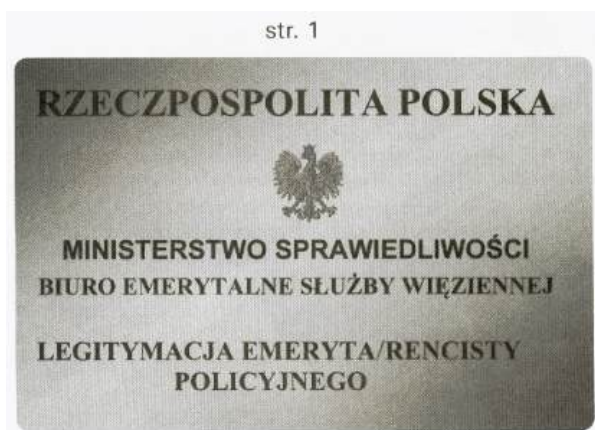 str. 1
RZECZPOSPOLITA POLSKA
MINISTERSTWO SPRAWIEDLIWOŚCI
BIURO EMERYTALNE SŁUŻBY WIĘZIENNEJ
LEGITYMACJA EMERYTA/RENCISTY
POLICYJNEGO